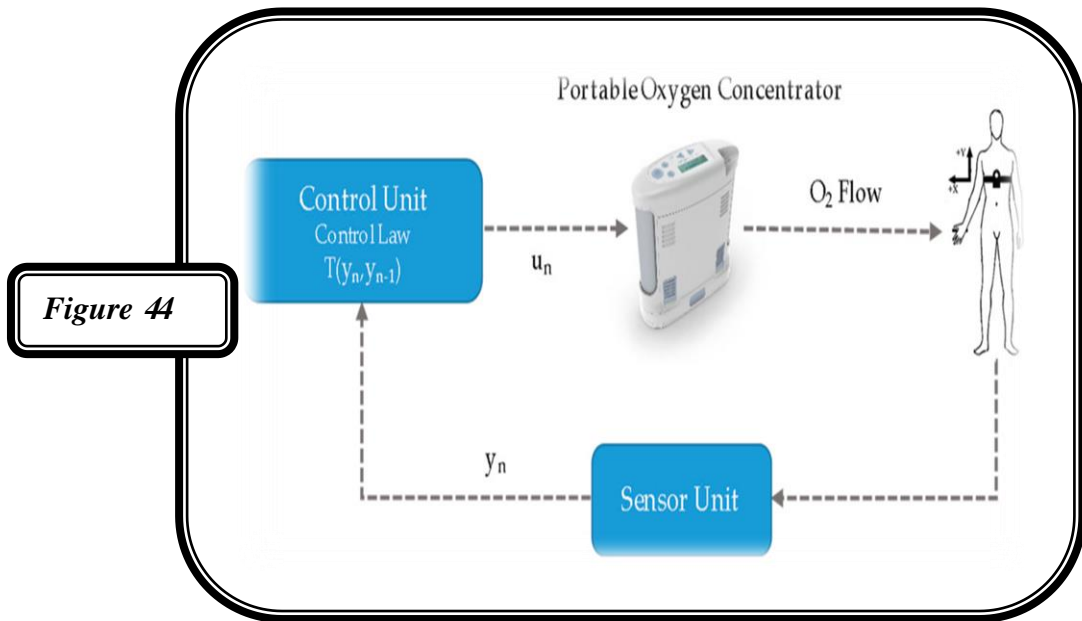 Portable Oxygen Concentrator
Control Unit
Control Law
T(yₙ,yₙ₋₁)
uₙ
O₂ Flow
+Y
+X
Figure 44
yₙ
Sensor Unit